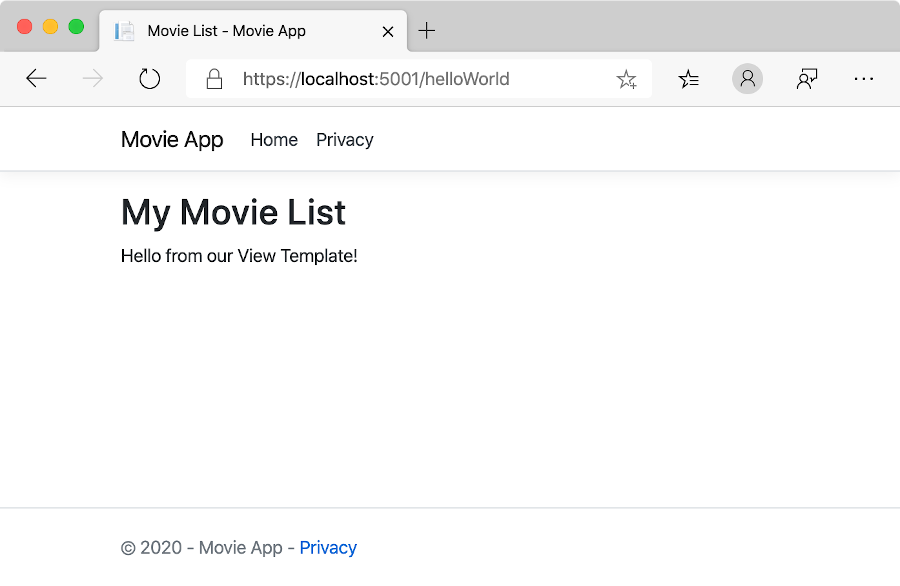 Movie List - Movie App
https://localhost:5001/helloWorld
Movie App Home Privacy
My Movie List
Hello from our View Template!
© 2020 - Movie App - Privacy